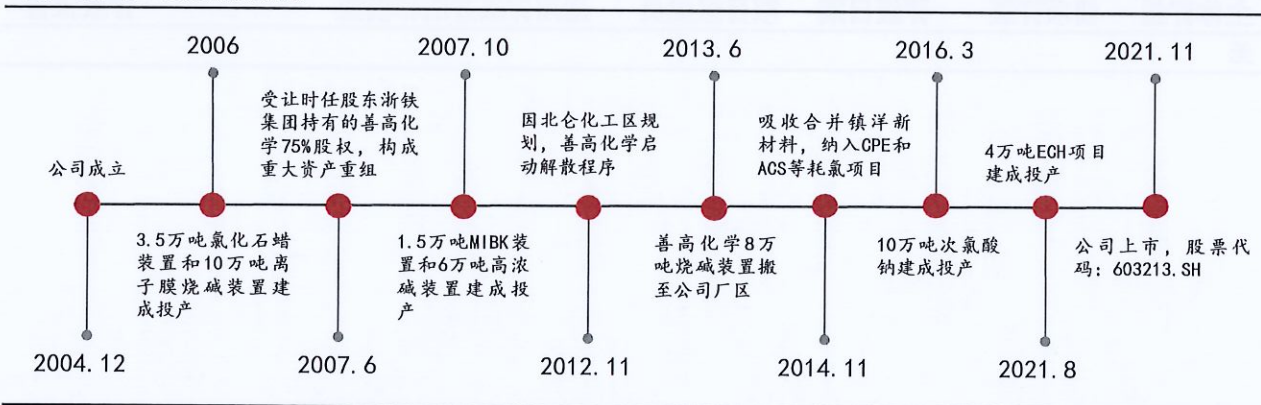 2004.12
公司成立
2006
3.5万吨氯化石蜡
装置和10万吨离
子膜烧碱装置建
成投产
2007.6
受让时任股东浙铁
集团持有的善高化
学75%股权，构成
重大资产重组
2007.10
1.5万吨MIBK装
置和6万吨高浓
碱装置建成投
产
2012.11
因北仑化工区规
划，善高化学启
动解散程序
2013.6
善高化学8万
吨烧碱装置搬
至公司厂区
2014.11
吸收合并镇洋新
材料，纳入CPE和
ACS等耗氯项目
2016.3
10万吨次氯酸
钠建成投产
2021.8
4万吨ECH项目
建成投产
2021.11
公司上市，股票代
码：603213.SH